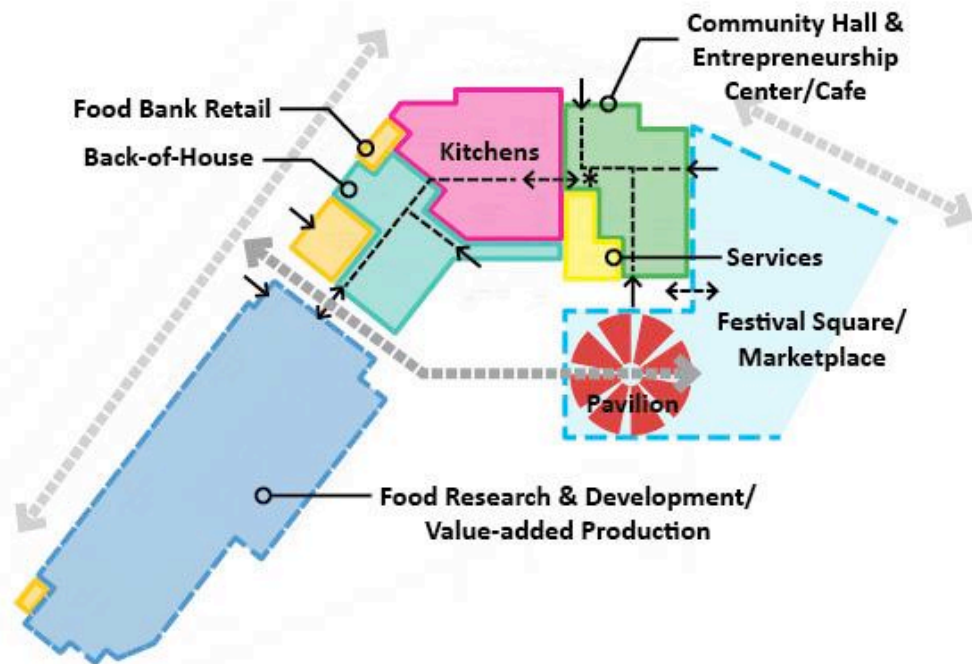 Community Hall &
Entrepreneurship
Center/Cafe
Food Bank Retail
Back-of-House
Kitchens
Services
Festival Square/
Marketplace
Pavilion
Food Research & Development/
Value-added Production